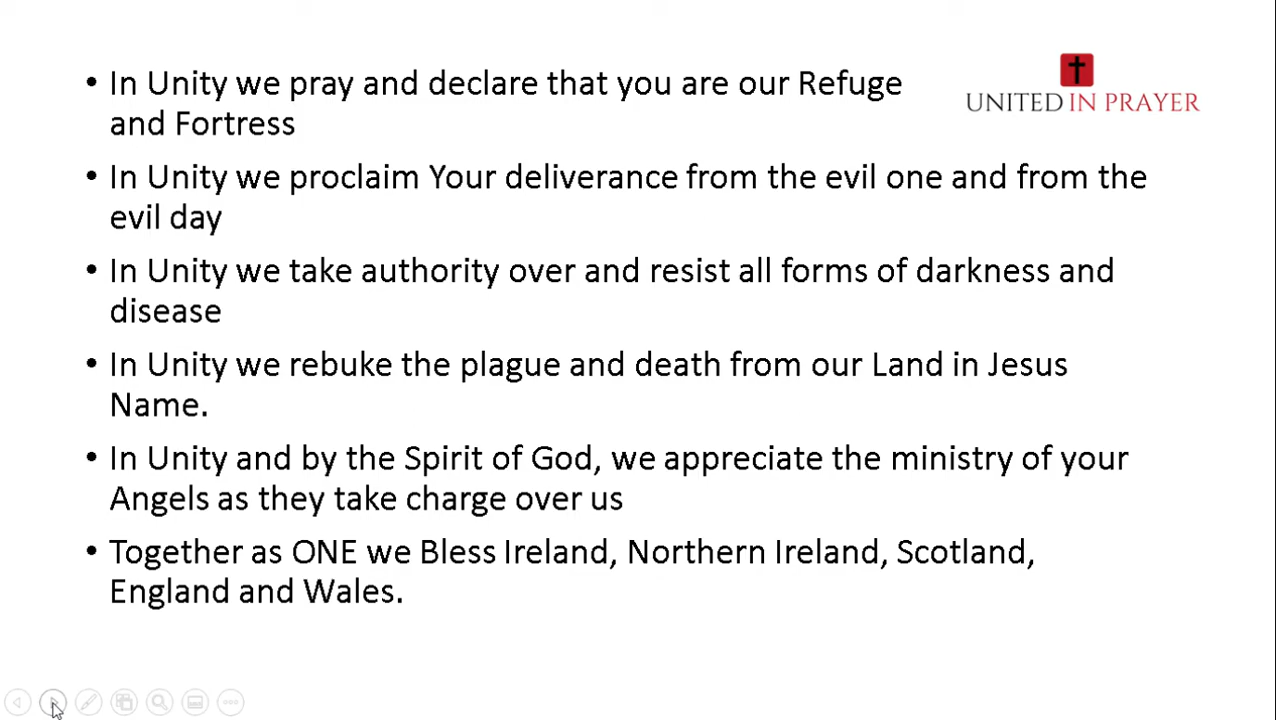 • In Unity we pray and declare that you are our Refuge
and Fortress
UNITED IN PRAYER
• In Unity we proclaim Your deliverance from the evil one and from the
evil day
• In Unity we take authority over and resist all forms of darkness and
disease
• In Unity we rebuke the plague and death from our Land in Jesus
Name.
• In Unity and by the Spirit of God, we appreciate the ministry of your
Angels as they take charge over us
• Together as ONE we Bless Ireland, Northern Ireland, Scotland,
England and Wales.